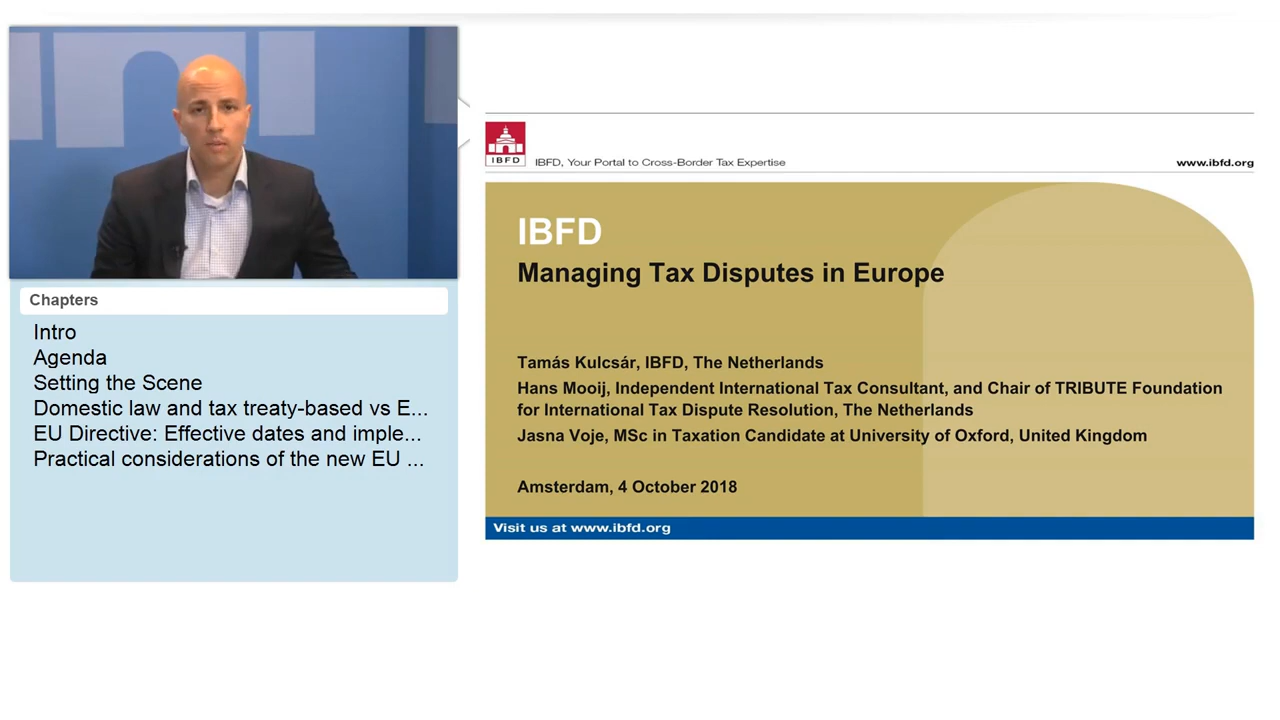 Chapters
Intro
Agenda
Setting the Scene
Domestic law and tax treaty-based vs E...
EU Directive: Effective dates and imple...
Practical considerations of the new EU ...
IBFD
IBFD, Your Portal to Cross-Border Tax Expertise
www.ibfd.org
IBFD
Managing Tax Disputes in Europe
Tamás Kulcsár, IBFD, The Netherlands
Hans Mooij, Independent International Tax Consultant, and Chair of TRIBUTE Foundation
for International Tax Dispute Resolution, The Netherlands
Jasna Voje, MSc in Taxation Candidate at University of Oxford, United Kingdom
Amsterdam, 4 October 2018
Visit us at www.ibfd.org